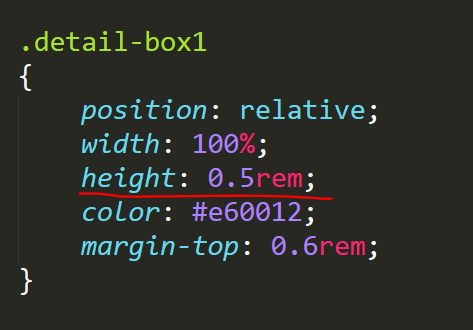 .detail-box1
{
position: relative;
width: 100%;
height: 0.5rem;
color: #e60012;
margin-top: 0.6rem;
}